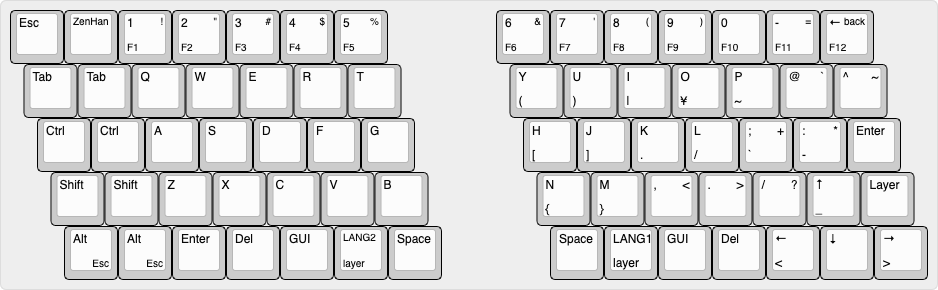 Esc ZenHan 1 ! 2 " 3 # 4 $ 5 % 6 & 7 ' 8 ( 9 ) 0 - = ← back
F1 F2 F3 F4 F5 F6 F7 F8 F9 F10 F11 F12
Tab Tab Q W E R T Y U I O P @ ` ^ ~
( ) | ¥ ~
Ctrl Ctrl A S D F G H J K L ; + : * Enter
[ ] . / ` -
Shift Shift Z X C V B N M , < . > / ? ↑ Layer
{ } _
Alt Alt Enter Del GUI LANG2 Space Space LANG1 GUI Del ← ↓ →
Esc Esc layer layer < >